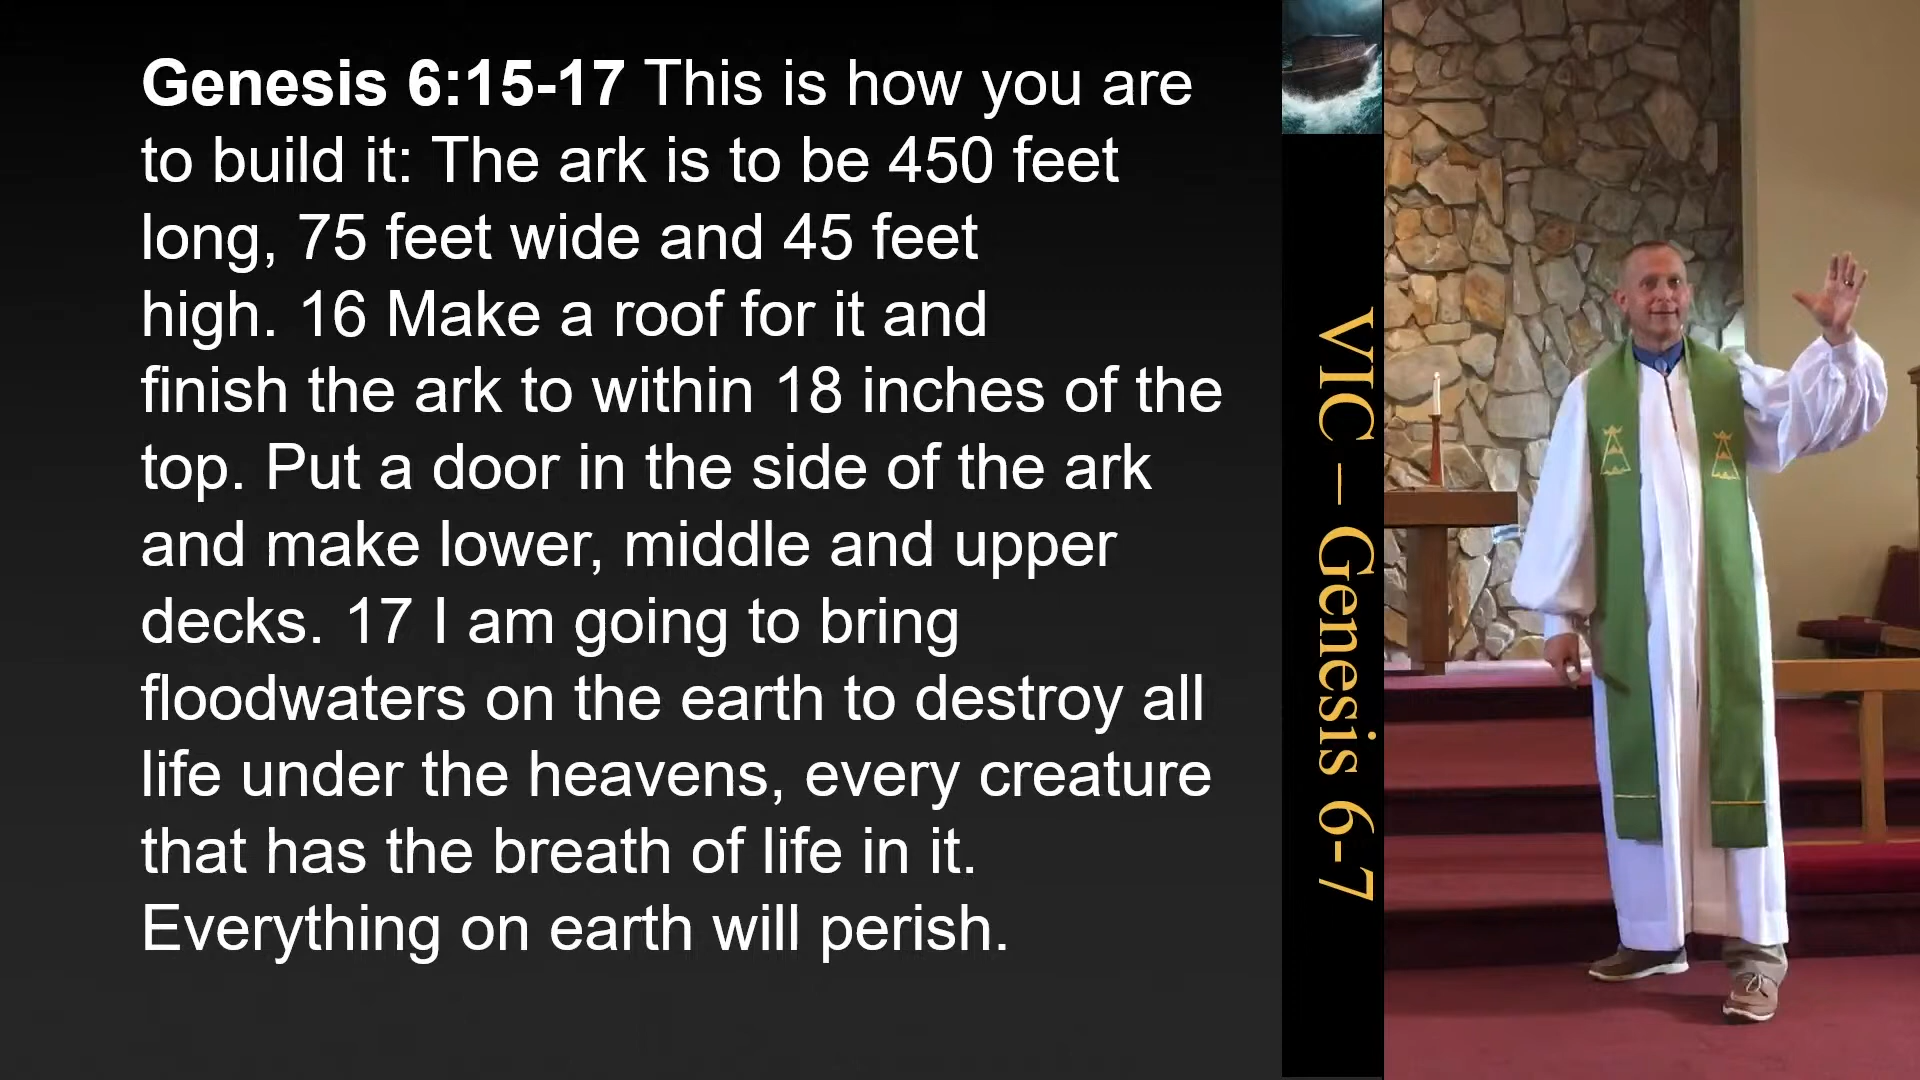 Genesis 6:15-17 This is how you are
to build it: The ark is to be 450 feet
long, 75 feet wide and 45 feet
high. 16 Make a roof for it and
finish the ark to within 18 inches of the
top. Put a door in the side of the ark
and make lower, middle and upper
decks. 17 I am going to bring
floodwaters on the earth to destroy all
life under the heavens, every creature
that has the breath of life in it.
Everything on earth will perish.
VIC – Genesis 6-7